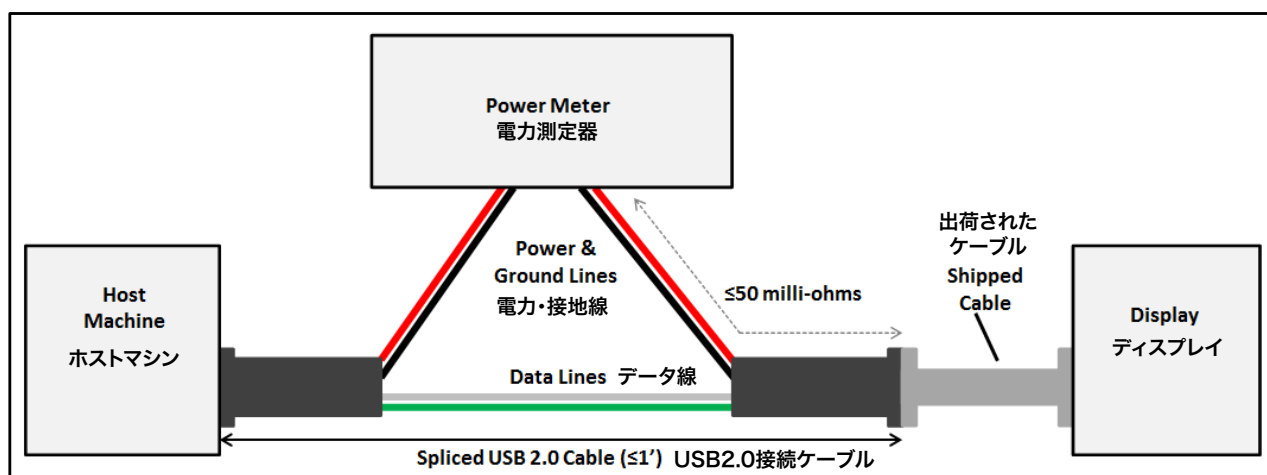 Power Meter
電力測定器
Host
Machine
ホストマシン
Power &
Ground Lines
電力・接地線
≤50 milli-ohms
出荷された
ケーブル
Shipped
Cable
Display
ディスプレイ
Data Lines データ線
Spliced USB 2.0 Cable (≤1’) USB2.0接続ケーブル